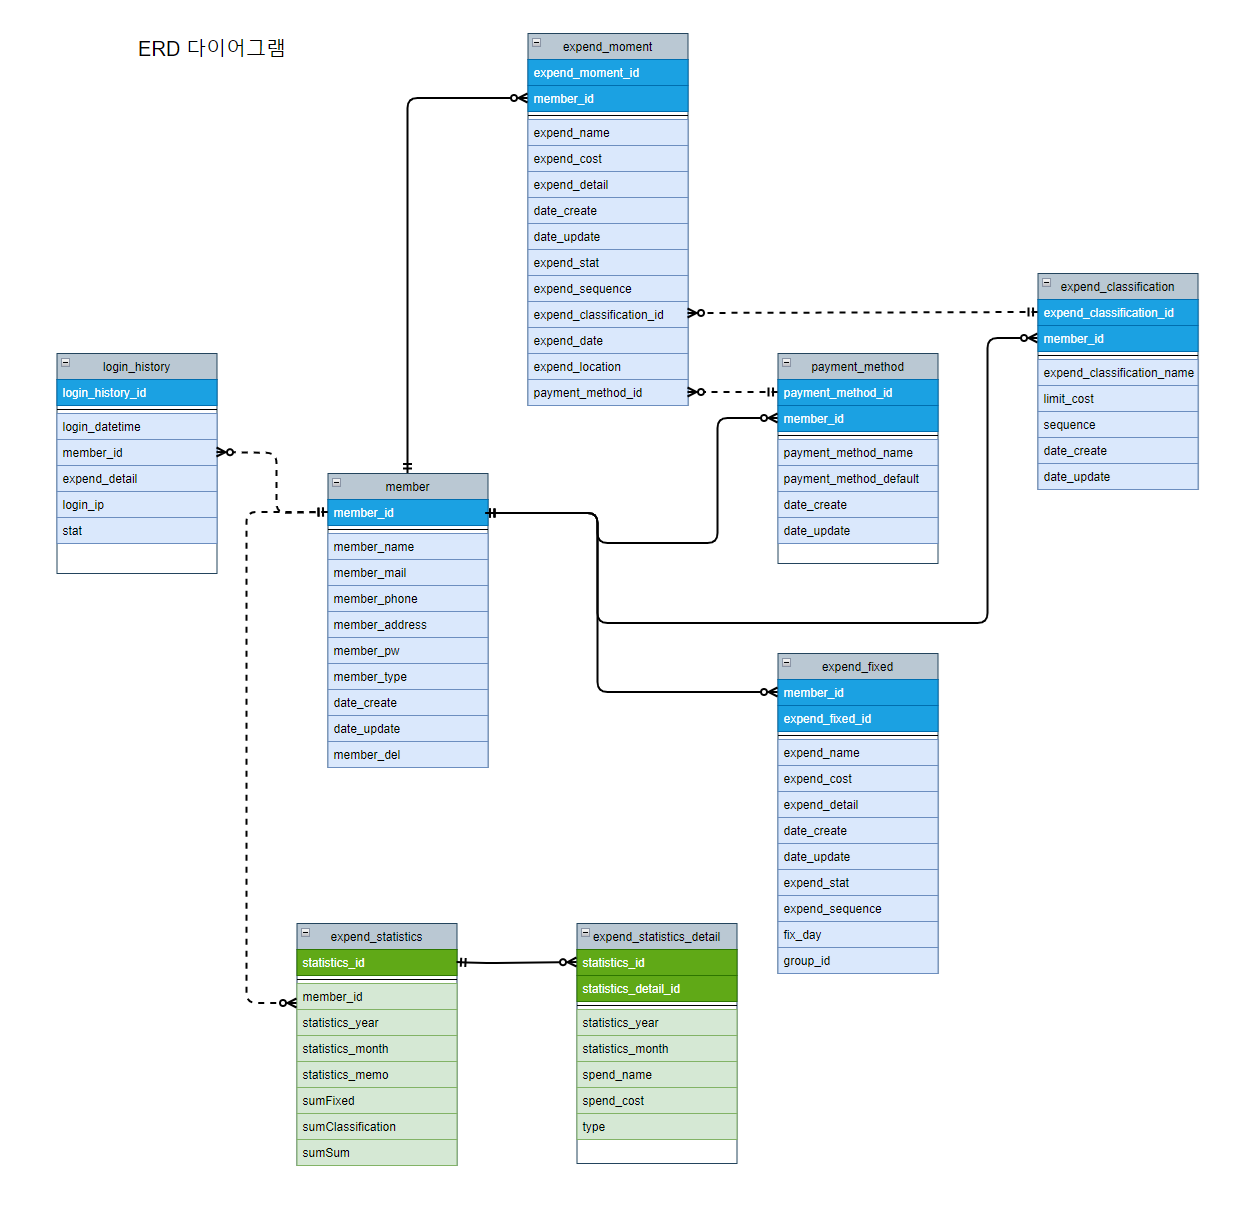 ERD 다이어그램
expend_moment
expend_moment_id
member_id
expend_name
expend_cost
expend_detail
date_create
date_update
expend_stat
expend_sequence
expend_classification_id
expend_date
expend_location
payment_method_id
expend_classification
expend_classification_id
member_id
expend_classification_name
limit_cost
sequence
date_create
date_update
login_history
login_history_id
login_datetime
member_id
expend_detail
login_ip
stat
payment_method
payment_method_id
member_id
payment_method_name
payment_method_default
date_create
date_update
member
member_id
member_name
member_mail
member_phone
member_address
member_pw
member_type
date_create
date_update
member_del
expend_fixed
member_id
expend_fixed_id
expend_name
expend_cost
expend_detail
date_create
date_update
expend_stat
expend_sequence
fix_day
group_id
expend_statistics
statistics_id
member_id
statistics_year
statistics_month
statistics_memo
sumFixed
sumClassification
sumSum
expend_statistics_detail
statistics_id
statistics_detail_id
statistics_year
statistics_month
spend_name
spend_cost
type